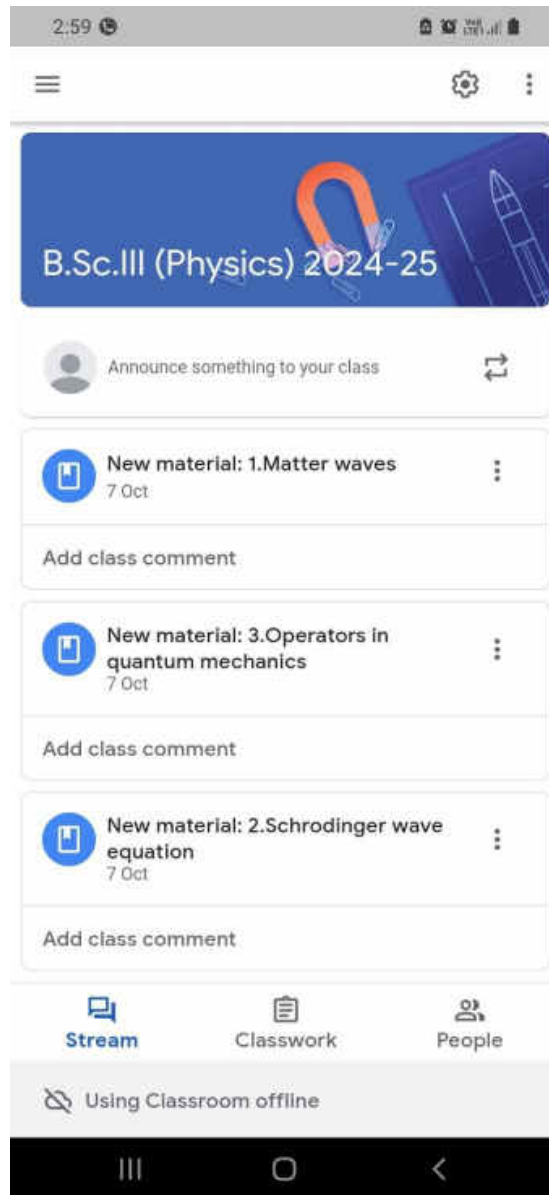 2:59
B.Sc.III (Physics) 2024-25
Announce something to your class
New material: 1.Matter waves
7 Oct
Add class comment
New material: 3.Operators in
quantum mechanics
7 Oct
Add class comment
New material: 2.Schrodinger wave
equation
7 Oct
Add class comment
Stream Classwork People
Using Classroom offline